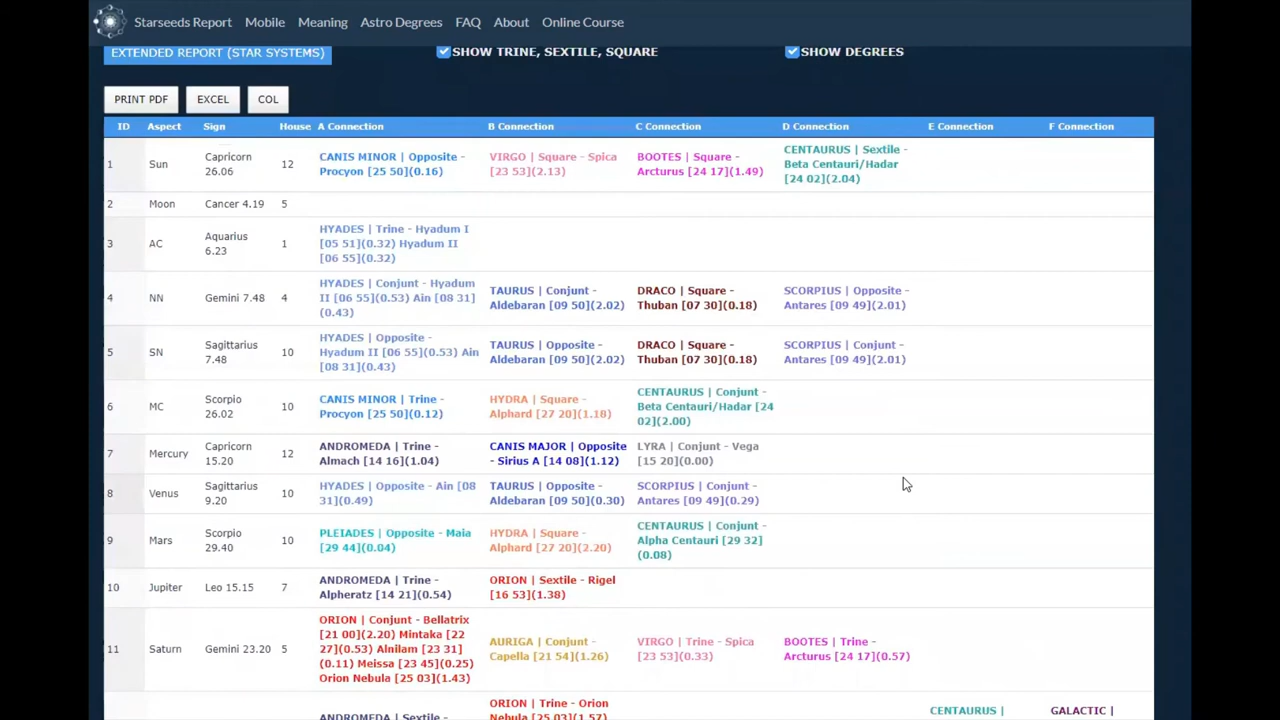 Starseeds Report Mobile Meaning Astro Degrees FAQ About Online Course
EXTENDED REPORT (STAR SYSTEMS) SHOW TRINE, SEXTILE, SQUARE SHOW DEGREES
PRINT PDF EXCEL COL
ID Aspect Sign House A Connection B Connection C Connection D Connection E Connection F Connection
1 Sun
Capricorn
26.06
12
CANIS MINOR | Opposite -
Procyon [25 50](0.16)
VIRGO | Square - Spica
[23 53](2.13)
BOOTES | Square -
Arcturus [24 17](1.49)
CENTAURUS | Sextile -
Beta Centauri/Hadar
[24 02](2.04)
2 Moon Cancer 4.19 5
3 AC
Aquarius
6.23
1
HYADES | Trine - Hyadum I
[05 51](0.32) Hyadum II
[06 55](0.32)
4 NN Gemini 7.48 4
HYADES | Conjunt - Hyadum
II [06 55](0.53) Ain [08 31]
(0.43)
TAURUS | Conjunt -
Aldebaran [09 50](2.02)
DRACO | Square -
Thuban [07 30](0.18)
SCORPIUS | Opposite -
Antares [09 49](2.01)
5 SN
Sagittarius
7.48
10
HYADES | Opposite -
Hyadum II [06 55](0.53) Ain
[08 31](0.43)
TAURUS | Opposite -
Aldebaran [09 50](2.02)
DRACO | Square -
Thuban [07 30](0.18)
SCORPIUS | Conjunt -
Antares [09 49](2.01)
6 MC
Scorpio
26.02
10
CANIS MINOR | Trine -
Procyon [25 50](0.12)
HYDRA | Square -
Alphard [27 20](1.18)
CENTAURUS | Conjunt -
Beta Centauri/Hadar [24
02](2.00)
7 Mercury
Capricorn
15.20
12
ANDROMEDA | Trine -
Almach [14 16](1.04)
CANIS MAJOR | Opposite
- Sirius A [14 08](1.12)
LYRA | Conjunt - Vega
[15 20](0.00)
8 Venus
Sagittarius
9.20
10
HYADES | Opposite - Ain [08
31](0.49)
TAURUS | Opposite -
Aldebaran [09 50](0.30)
SCORPIUS | Conjunt -
Antares [09 49](0.29)
9 Mars
Scorpio
29.40
10
PLEIADES | Opposite - Maia
[29 44](0.04)
HYDRA | Square -
Alphard [27 20](2.20)
CENTAURUS | Conjunt -
Alpha Centauri [29 32]
(0.08)
10 Jupiter Leo 15.15 7
ANDROMEDA | Trine -
Alpheratz [14 21](0.54)
ORION | Sextile - Rigel
[16 53](1.38)
11 Saturn Gemini 23.20 5
ORION | Conjunt - Bellatrix
[21 00](2.20) Mintaka [22
27](0.53) Alnilam [23 31]
(0.11) Meissa [23 45](0.25)
Orion Nebula [25 03](1.43)
AURIGA | Conjunt -
Capella [21 54](1.26)
VIRGO | Trine - Spica
[23 53](0.33)
BOOTES | Trine -
Arcturus [24 17](0.57)
ANDROMEDA | Sextile -
ORION | Trine - Orion
Nebula [25 03](1.57)
CENTAURUS |
GALACTIC |